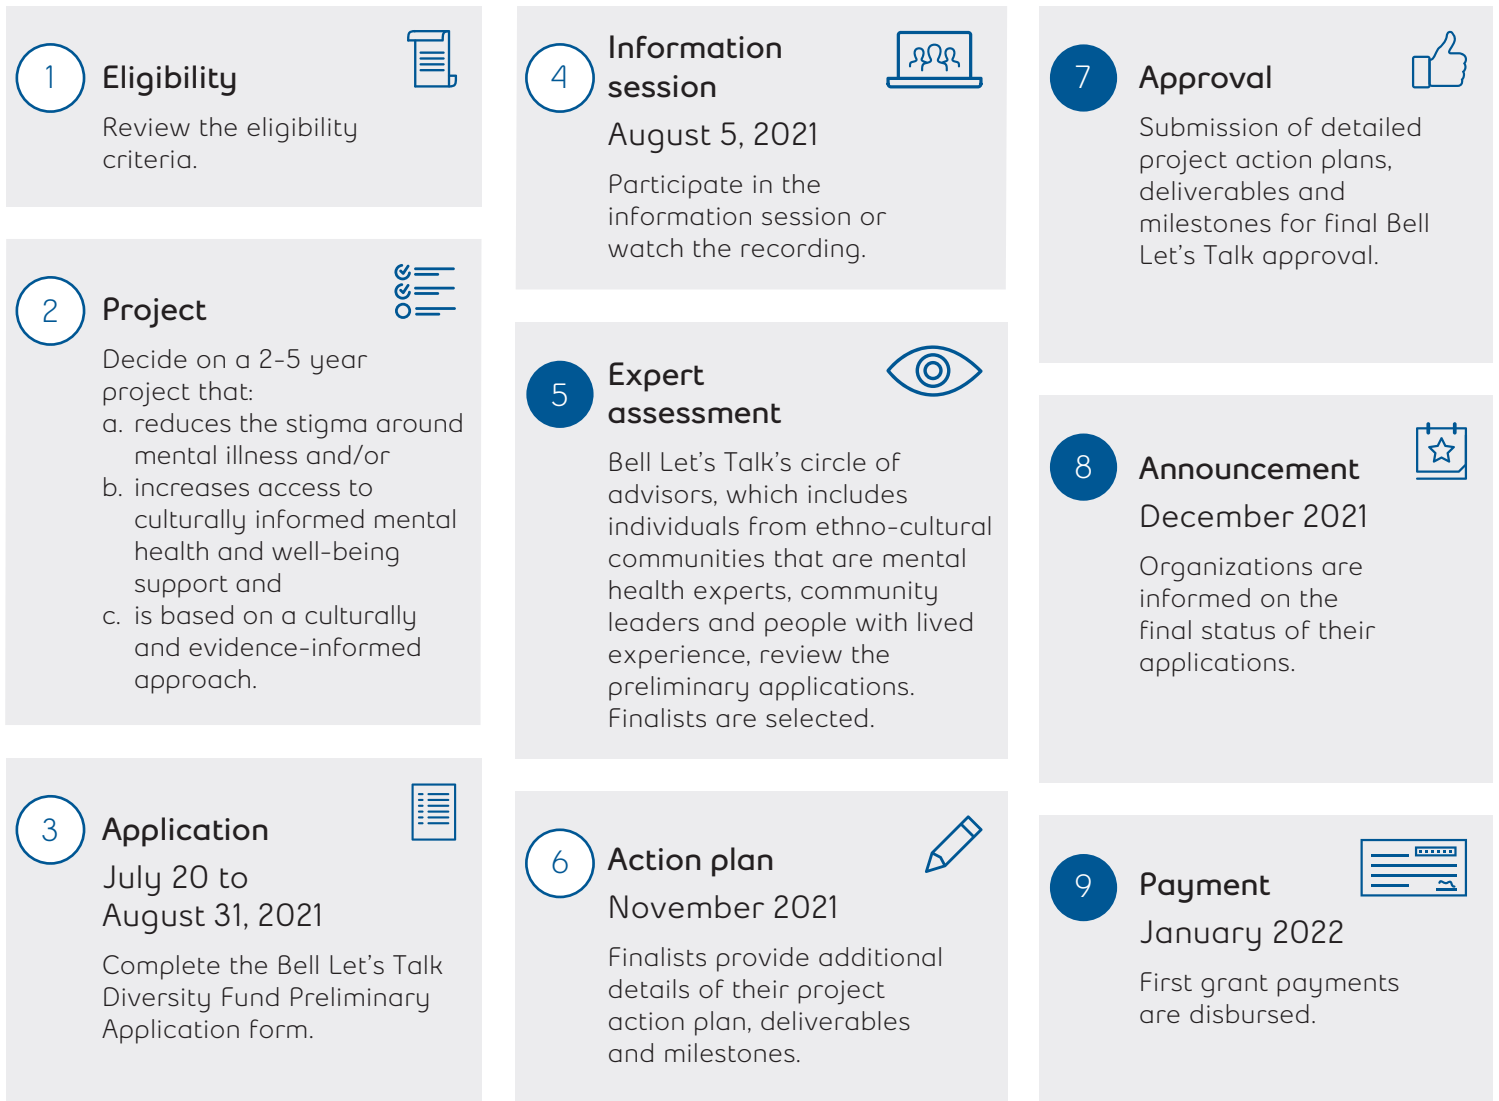 1
Eligibility
Review the eligibility
criteria.
2
Project
Decide on a 2-5 year
project that:
a. reduces the stigma around
mental illness and/or
b. increases access to
culturally informed mental
health and well-being
support and
c. is based on a culturally
and evidence-informed
approach.
3
Application
July 20 to
August 31, 2021
Complete the Bell Let's Talk
Diversity Fund Preliminary
Application form.
4
Information
session
August 5, 2021
Participate in the
information session or
watch the recording.
5
Expert
assessment
Bell Let's Talk's circle of
advisors, which includes
individuals from ethno-cultural
communities that are mental
health experts, community
leaders and people with lived
experience, review the
preliminary applications.
Finalists are selected.
6
Action plan
November 2021
Finalists provide additional
details of their project
action plan, deliverables
and milestones.
7
Approval
Submission of detailed
project action plans,
deliverables and
milestones for final Bell
Let's Talk approval.
8
Announcement
December 2021
Organizations are
informed on the
final status of their
applications.
9
Payment
January 2022
First grant payments
are disbursed.